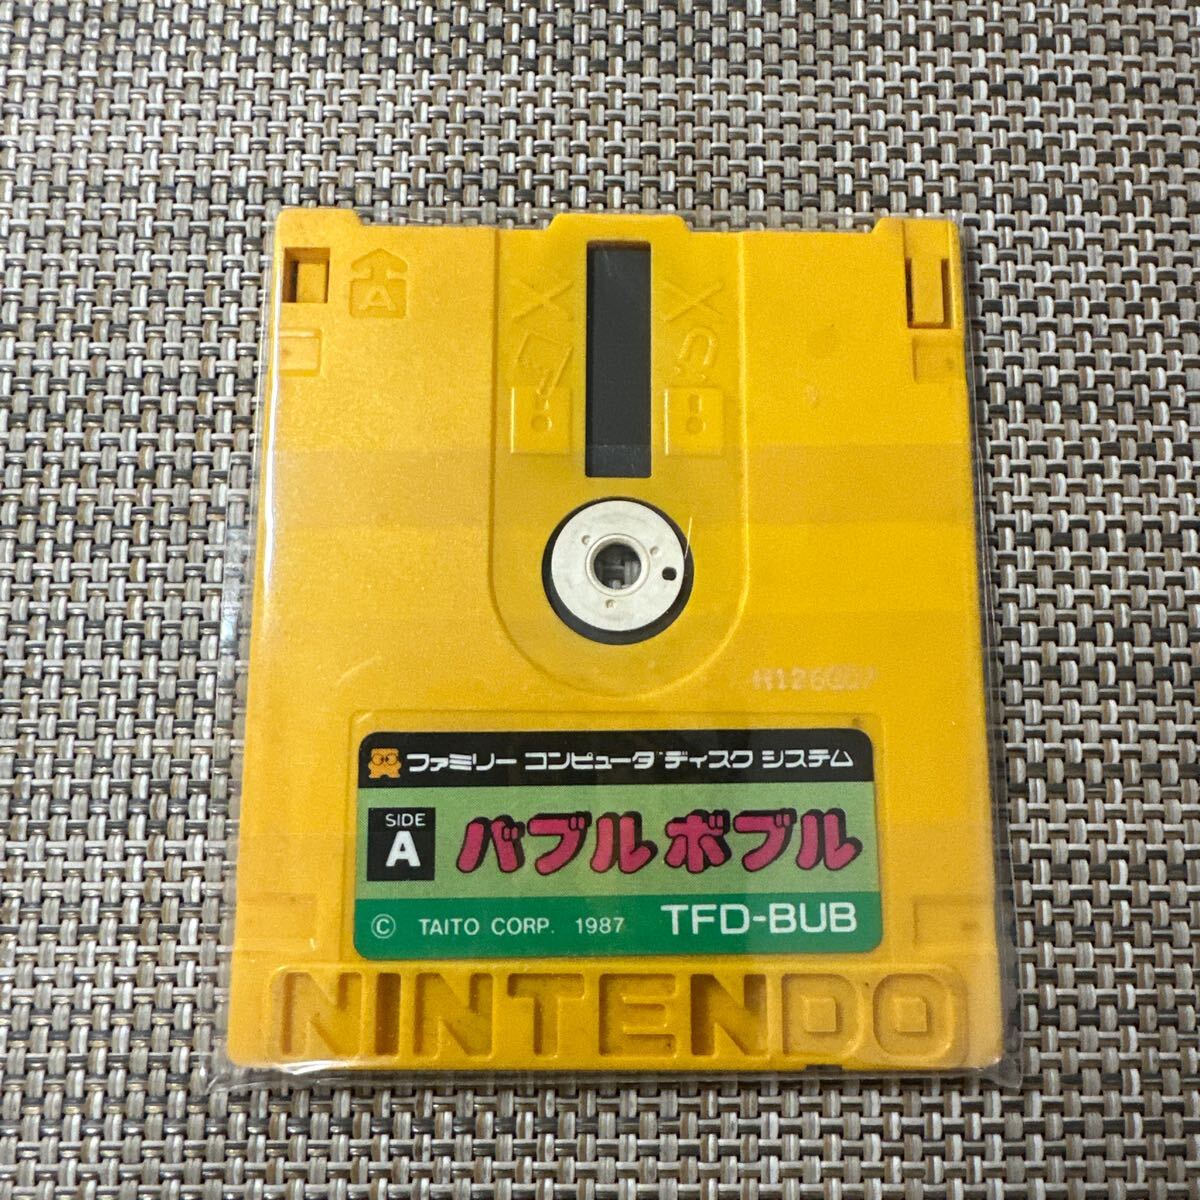 A
ファミリー コンピュータ ディスク システム
SIDE
A
バブルボブル
© TAITO CORP. 1987 TFD-BUB
NINTENDO